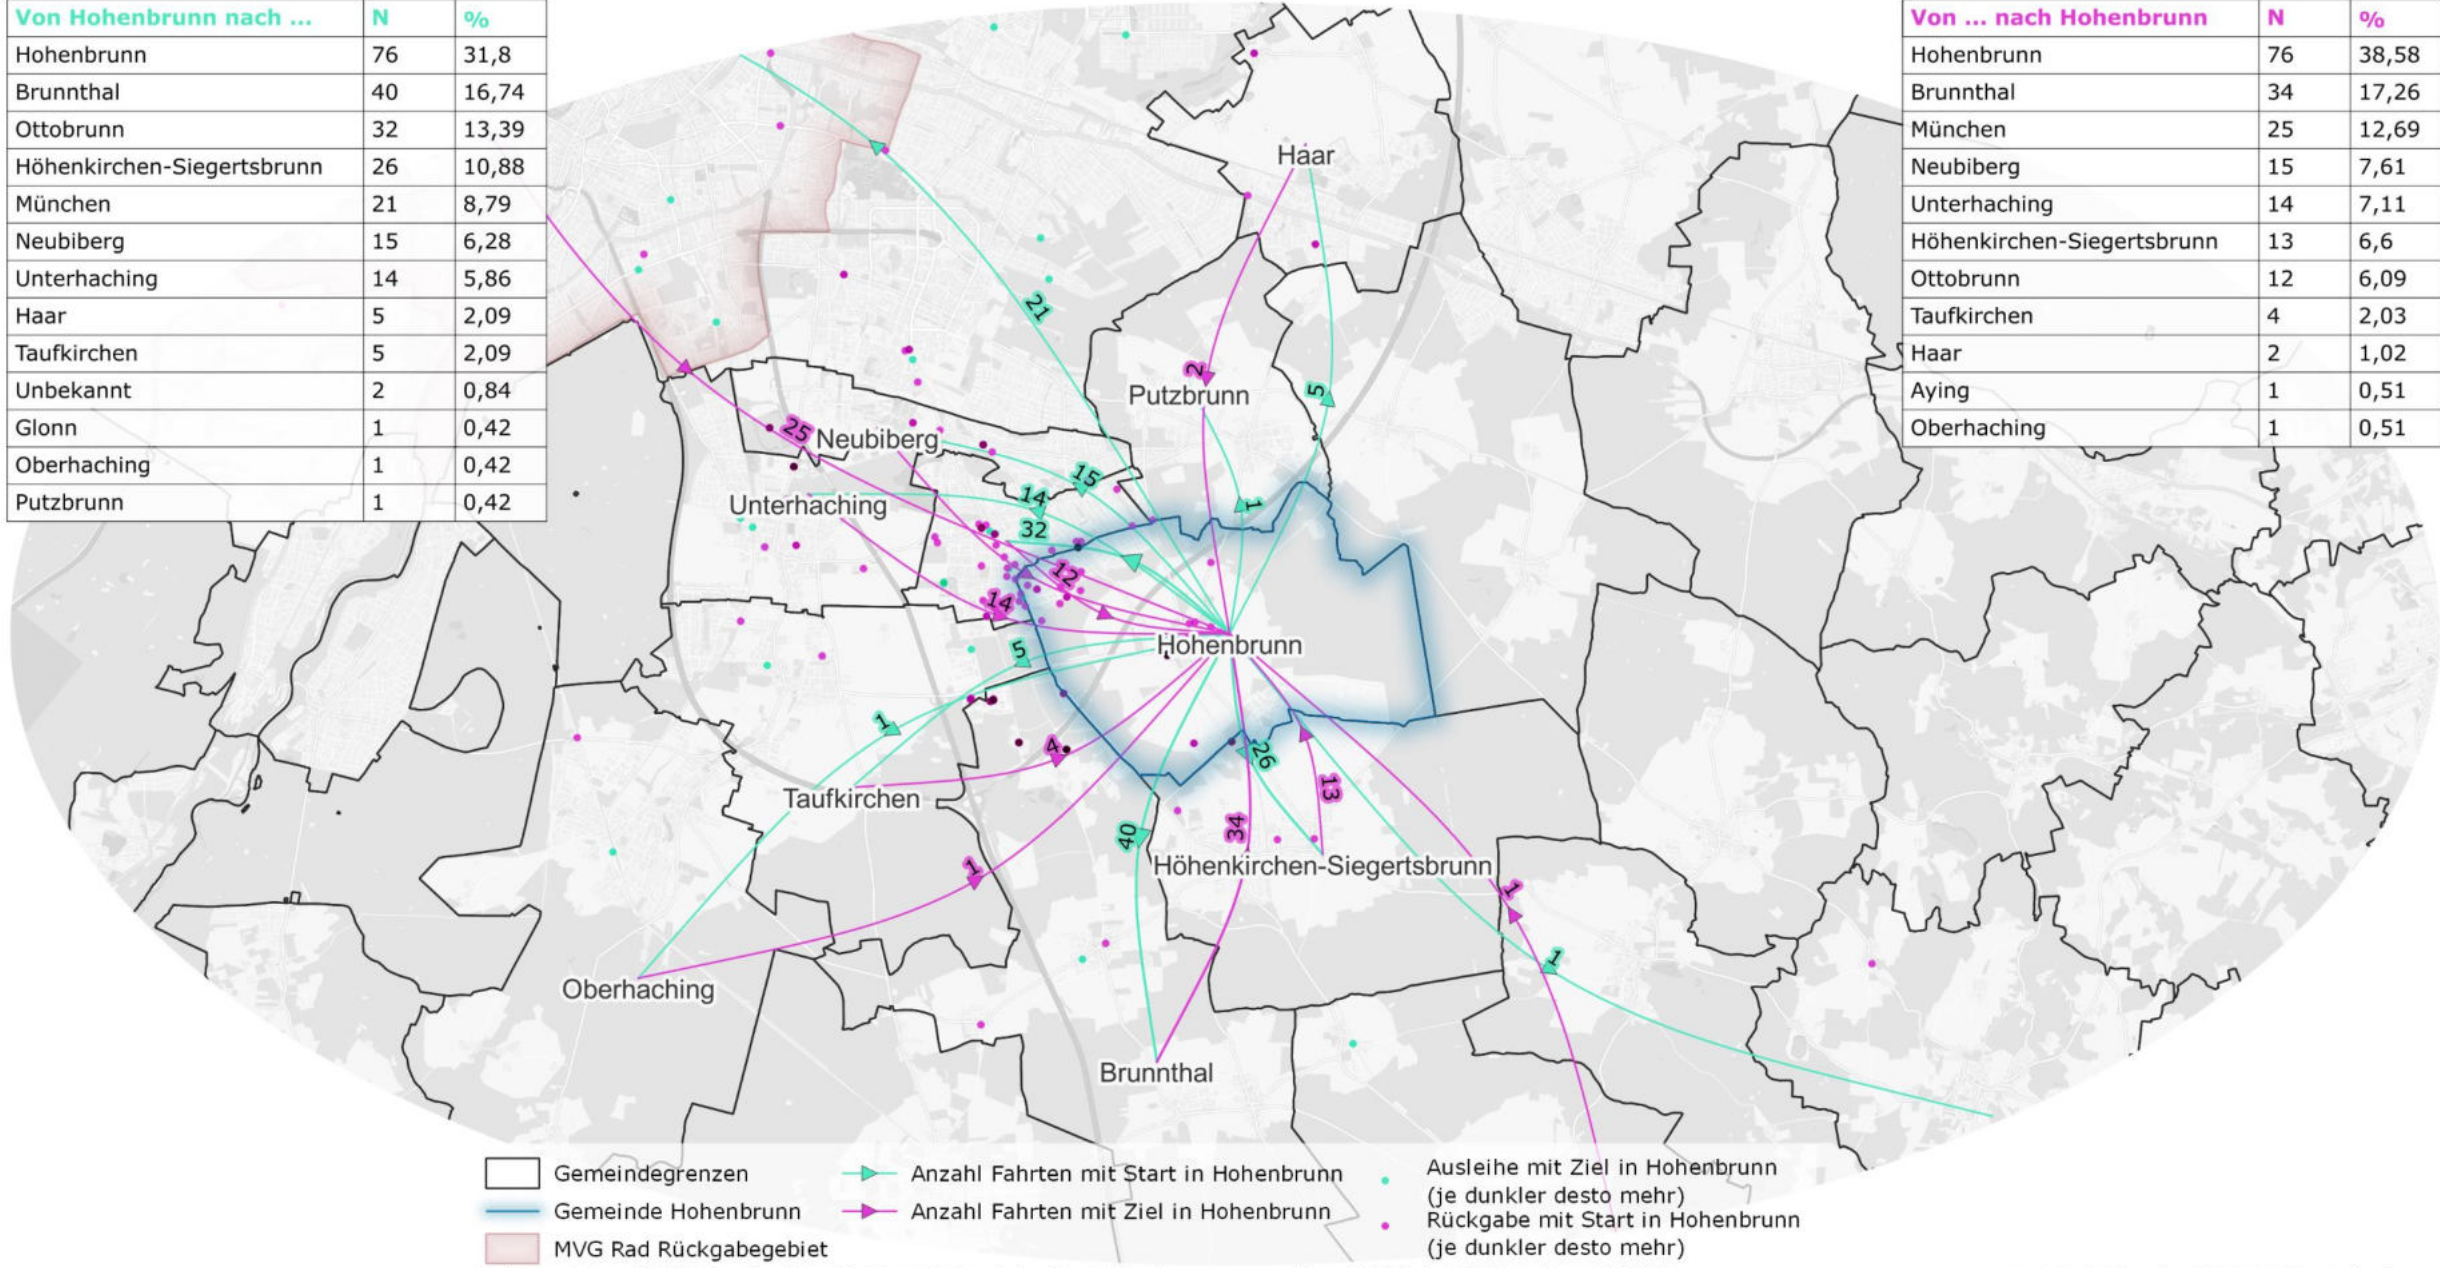 Von Hohenbrunn nach ... N %
Hohenbrunn 76 31,8
Brunnthal 40 16,74
Ottobrunn 32 13,39
Höhenkirchen-Siegertsbrunn 26 10,88
München 21 8,79
Neubiberg 15 6,28
Unterhaching 14 5,86
Haar 5 2,09
Taufkirchen 5 2,09
Unbekannt 2 0,84
Glonn 1 0,42
Oberhaching 1 0,42
Putzbrunn 1 0,42
Von ... nach Hohenbrunn N %
Hohenbrunn 76 38,58
Brunnthal 34 17,26
München 25 12,69
Neubiberg 15 7,61
Unterhaching 14 7,11
Höhenkirchen-Siegertsbrunn 13 6,6
Ottobrunn 12 6,09
Taufkirchen 4 2,03
Haar 2 1,02
Aying 1 0,51
Oberhaching 1 0,51
Haar
21
2
5
Putzbrunn
25
Neubiberg
15
14
1
Unterhaching
32
12
14
Hohenbrunn
5
1
4
26
13
Taufkirchen
40
34
1
Höhenkirchen-Siegertsbrunn
1
1
Oberhaching
Brunnthal
Gemeindegrenzen
Gemeinde Hohenbrunn
MVG Rad Rückgabegebiet
Anzahl Fahrten mit Start in Hohenbrunn
Anzahl Fahrten mit Ziel in Hohenbrunn
Ausleihe mit Ziel in Hohenbrunn
(je dunkler desto mehr)
Rückgabe mit Start in Hohenbrunn
(je dunkler desto mehr)